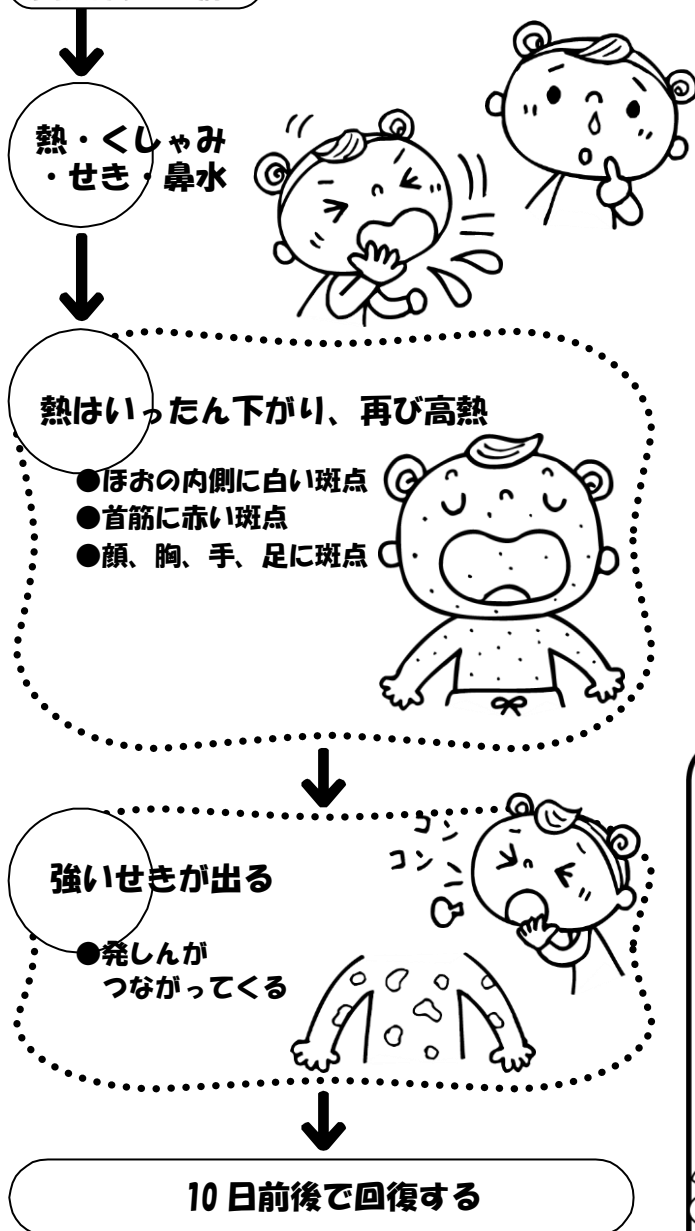 熱・くしゃみ
・せき・鼻水
熱はいったん下がり、再び高熱
●ほおの内側に白い斑点
●首筋に赤い斑点
●顔、胸、手、足に斑点
コン
コン
強いせきが出る
●発しんが
つながってくる
10日前後で回復する